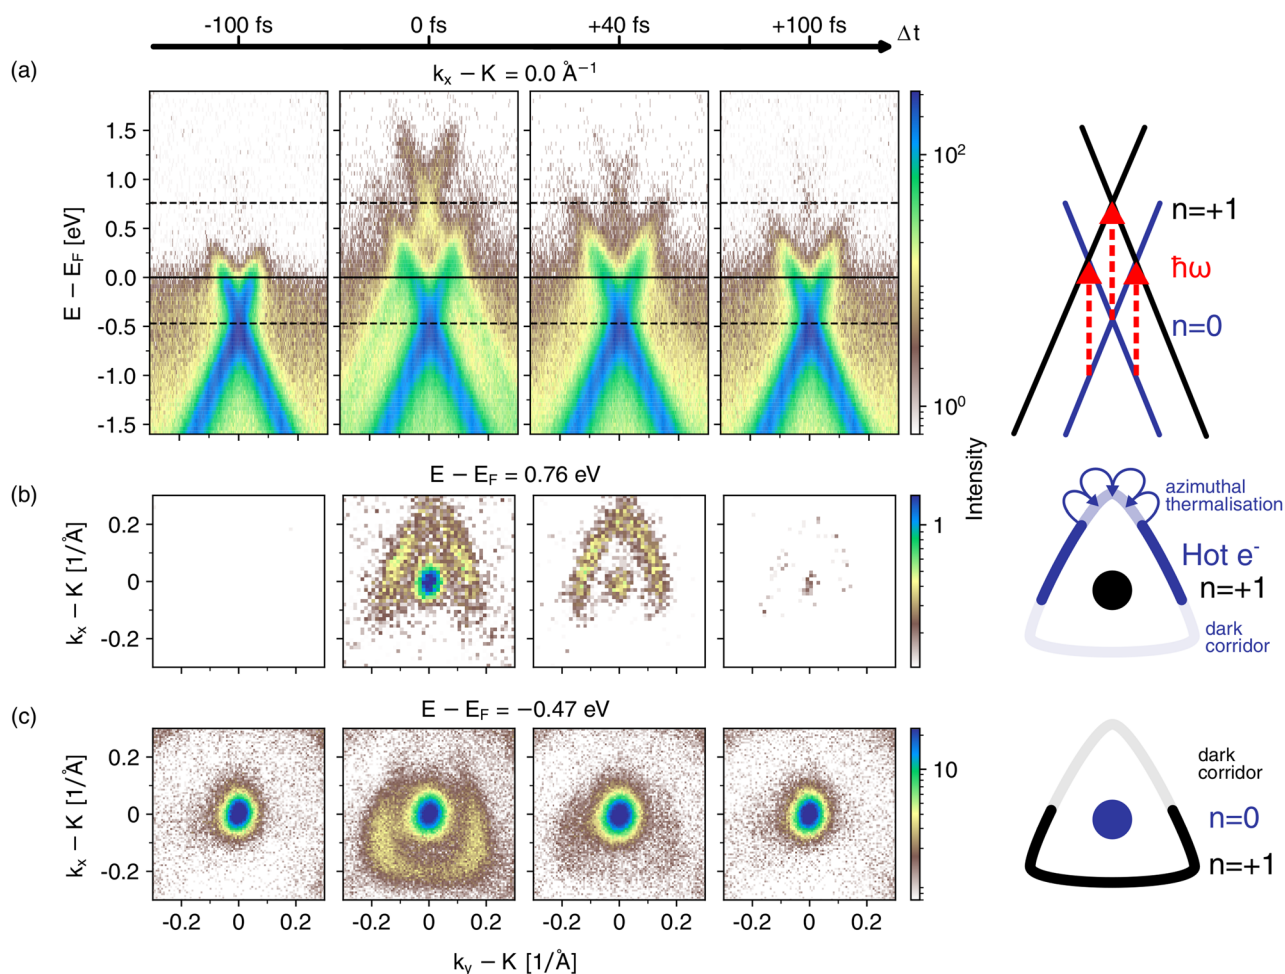 -100 fs 0 fs +40 fs +100 fs Δt
(a)
kₓ − K = 0.0 Å⁻¹
E − E_F [eV]
1.5
1.0
0.5
0.0
-0.5
-1.0
-1.5
10²
10⁰
Intensity
n=+1
ħω
n=0
(b)
E − E_F = 0.76 eV
kₓ − K [1/Å]
0.2
0
-0.2
1
azimuthal
thermalisation
Hot e⁻
n=+1
dark
corridor
(c)
E − E_F = −0.47 eV
kₓ − K [1/Å]
0.2
0
-0.2
10
-0.2 0 0.2 -0.2 0 0.2 -0.2 0 0.2 -0.2 0 0.2
k_y − K [1/Å]
dark
corridor
n=0
n=+1